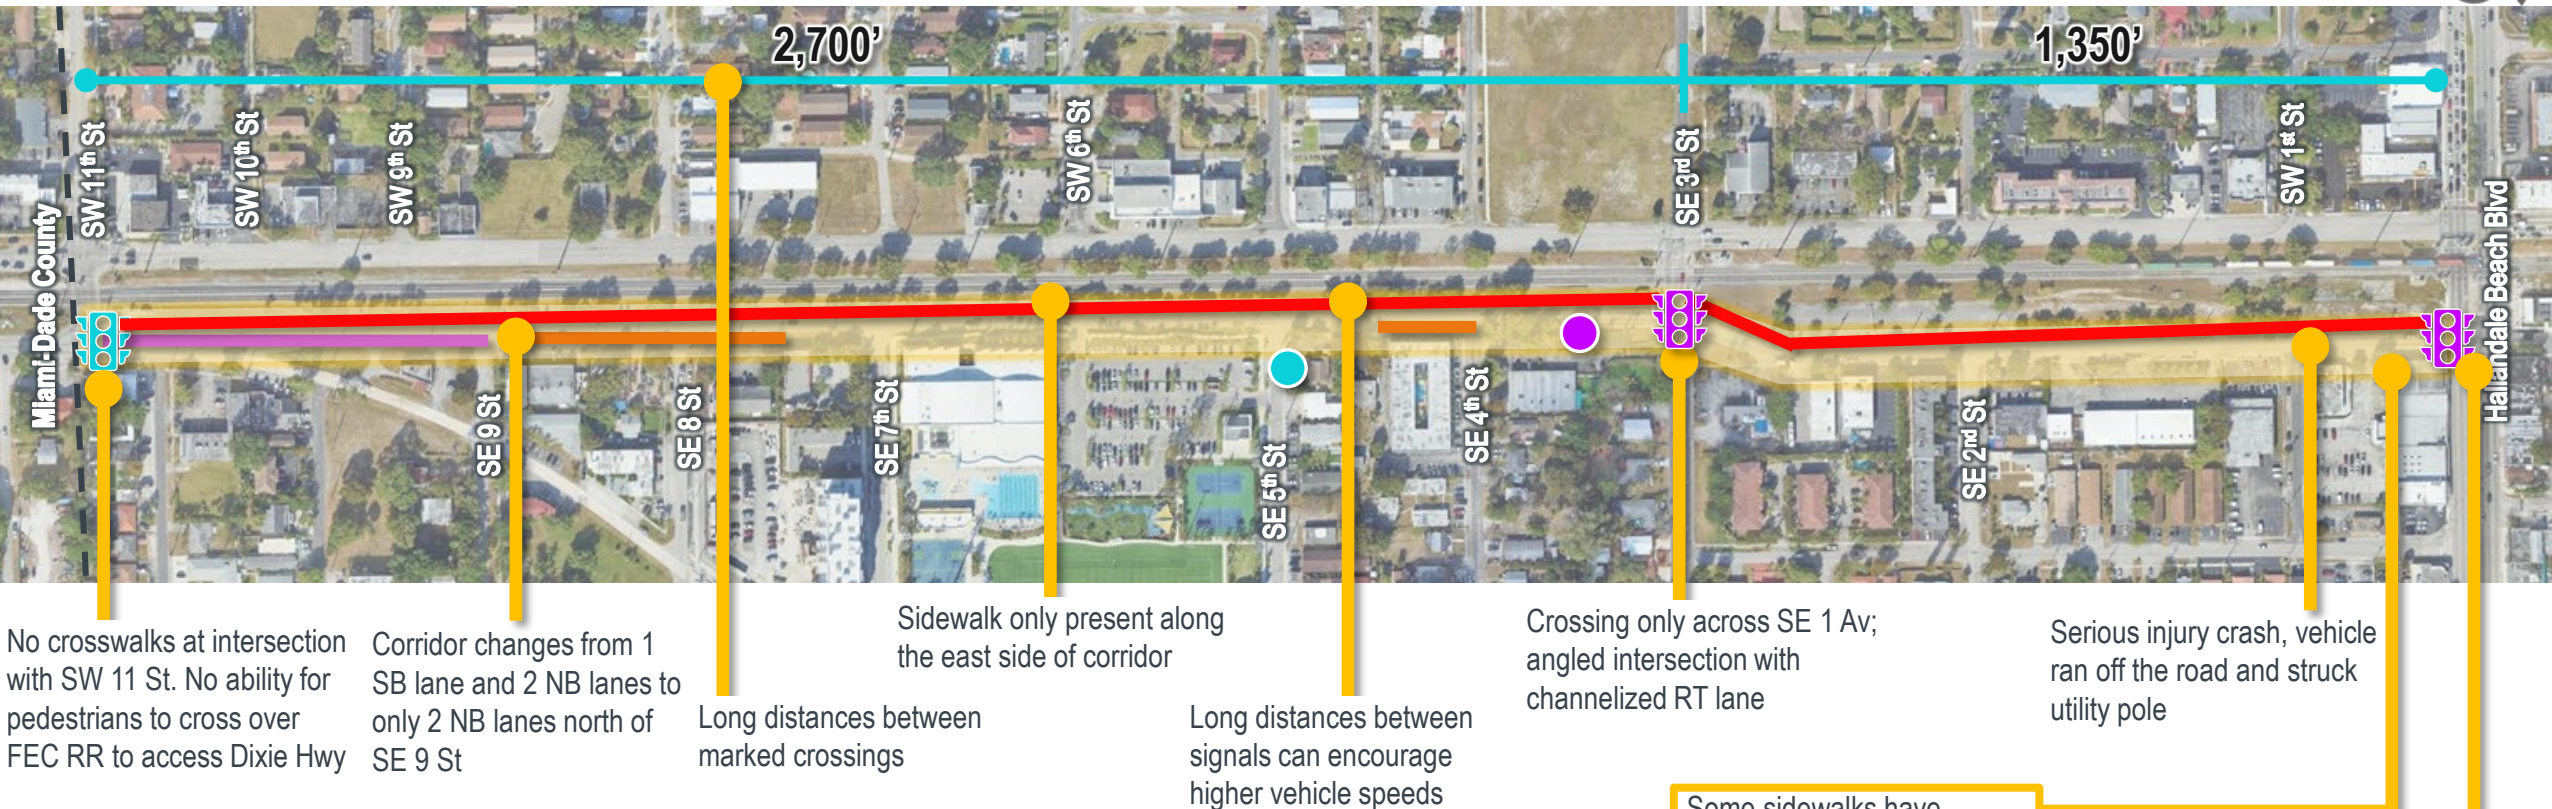 2,700’
1,350’
Miami-Dade County
SW 11th St
SW 10th St
SW 9th St
SW 6th St
SE 3rd St
SW 1st St
Hallandale Beach Blvd
SE 9 St
SE 8 St
SE 7th St
SE 5th St
SE 4th St
SE 2nd St
No crosswalks at intersection
with SW 11 St. No ability for
pedestrians to cross over
FEC RR to access Dixie Hwy
Corridor changes from 1
SB lane and 2 NB lanes to
only 2 NB lanes north of
SE 9 St
Long distances between
marked crossings
Sidewalk only present along
the east side of corridor
Long distances between
signals can encourage
higher vehicle speeds
Crossing only across SE 1 Av;
angled intersection with
channelized RT lane
Serious injury crash, vehicle
ran off the road and struck
utility pole
Some sidewalks have